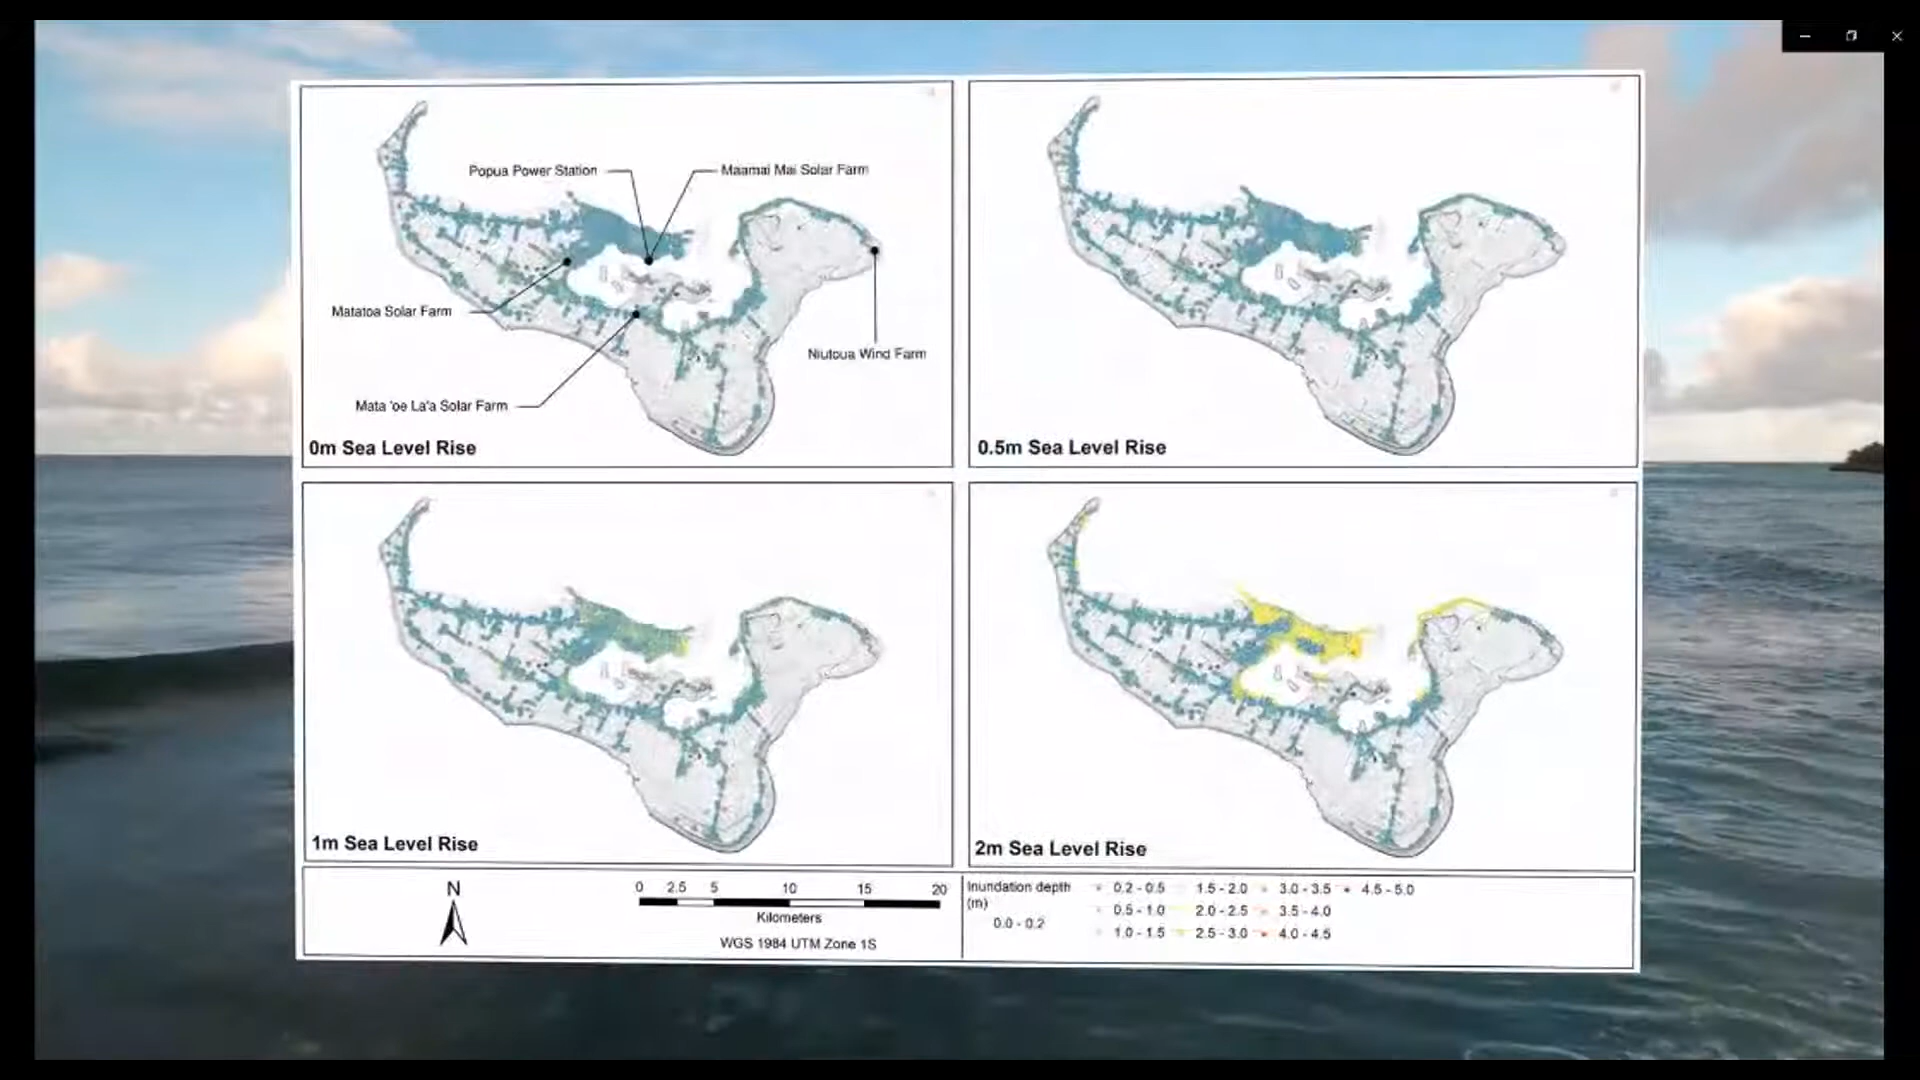 Popua Power Station
Maamai Mai Solar Farm
Matatoa Solar Farm
Niutoua Wind Farm
Mata 'oe La'a Solar Farm
0m Sea Level Rise
0.5m Sea Level Rise
1m Sea Level Rise
2m Sea Level Rise
N
0 2.5 5 10 15 20
Kilometers
WGS 1984 UTM Zone 1S
Inundation depth
(m)
0.0 - 0.2
0.2 - 0.5
0.5 - 1.0
1.0 - 1.5
1.5 - 2.0
2.0 - 2.5
2.5 - 3.0
3.0 - 3.5
3.5 - 4.0
4.0 - 4.5
4.5 - 5.0